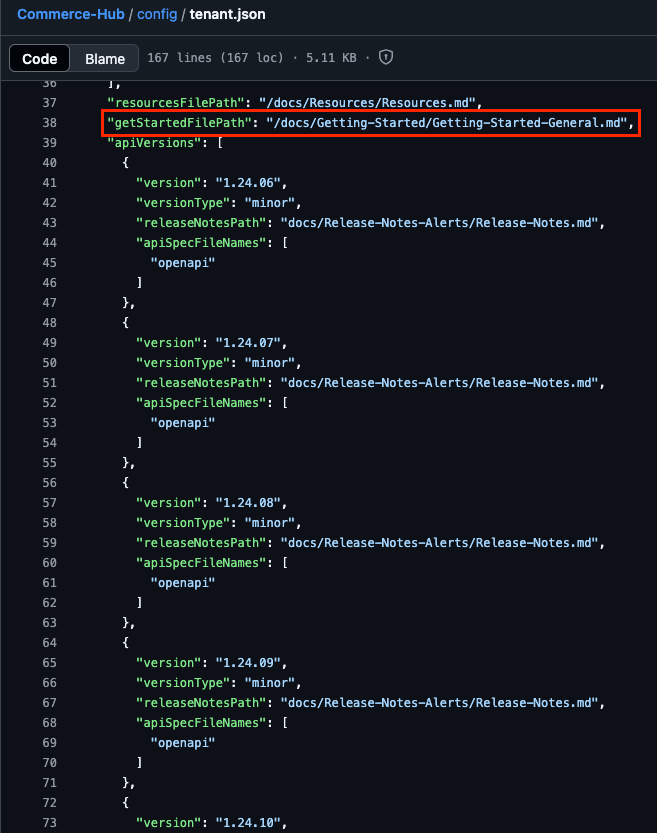 Commerce-Hub / config / tenant.json
Code Blame 167 lines (167 loc) · 5.11 KB ·
36 ],
37 "resourcesFilePath": "/docs/Resources/Resources.md",
38 "getStartedFilePath": "/docs/Getting-Started/Getting-Started-General.md",
39 "apiVersions": [
40 {
41 "version": "1.24.06",
42 "versionType": "minor",
43 "releaseNotesPath": "docs/Release-Notes-Alerts/Release-Notes.md",
44 "apiSpecFileNames": [
45 "openapi"
46 ]
47 },
48 {
49 "version": "1.24.07",
50 "versionType": "minor",
51 "releaseNotesPath": "docs/Release-Notes-Alerts/Release-Notes.md",
52 "apiSpecFileNames": [
53 "openapi"
54 ]
55 },
56 {
57 "version": "1.24.08",
58 "versionType": "minor",
59 "releaseNotesPath": "docs/Release-Notes-Alerts/Release-Notes.md",
60 "apiSpecFileNames": [
61 "openapi"
62 ]
63 },
64 {
65 "version": "1.24.09",
66 "versionType": "minor",
67 "releaseNotesPath": "docs/Release-Notes-Alerts/Release-Notes.md",
68 "apiSpecFileNames": [
69 "openapi"
70 ]
71 },
72 {
73 "version": "1.24.10",